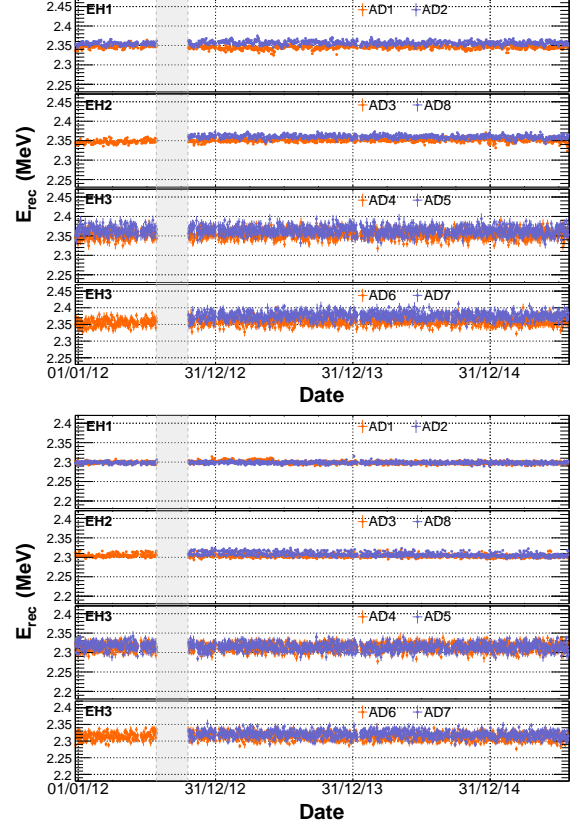 2.45
EH1
AD1
AD2
2.4
2.35
2.3
2.25
2.45
EH2
AD3
AD8
2.4
2.35
2.3
2.25
2.45
EH3
AD4
AD5
2.4
2.35
2.3
2.25
2.45
EH3
AD6
AD7
2.4
2.35
2.3
2.25
E_rec (MeV)
01/01/12 31/12/12 31/12/13 31/12/14
Date
2.4
EH1
AD1
AD2
2.35
2.3
2.25
2.2
2.4
EH2
AD3
AD8
2.35
2.3
2.25
2.2
2.4
EH3
AD4
AD5
2.35
2.3
2.25
2.2
2.4
EH3
AD6
AD7
2.35
2.3
2.25
2.2
E_rec (MeV)
01/01/12 31/12/12 31/12/13 31/12/14
Date